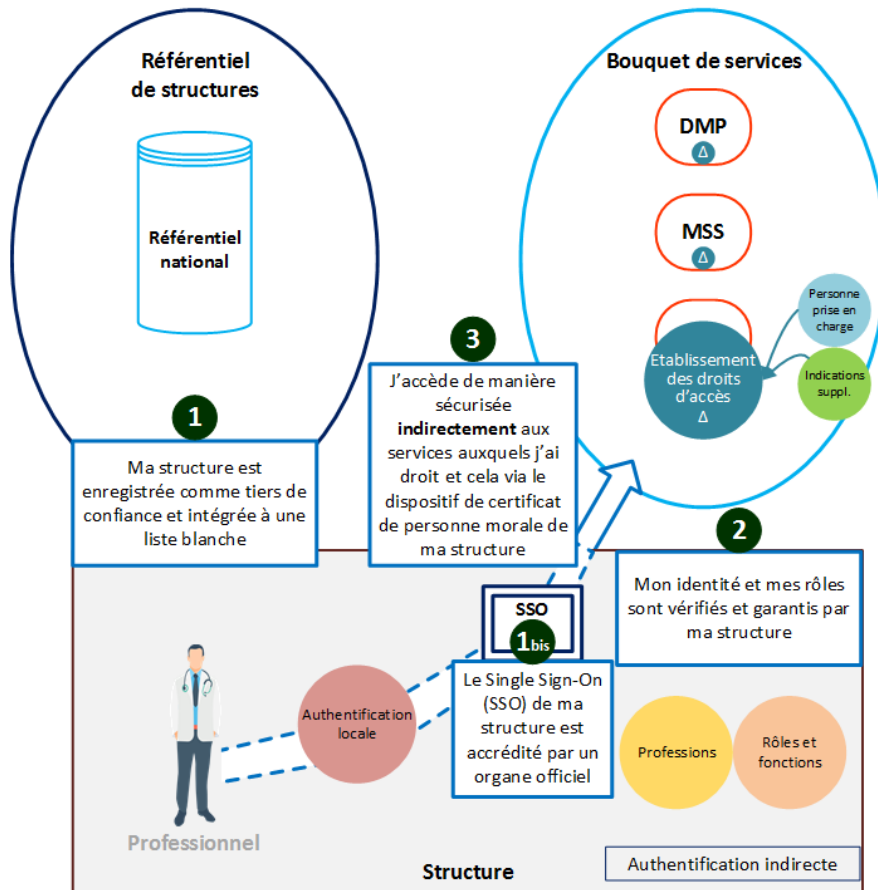 Référentiel
de structures
Référentiel
national
Bouquet de services
DMP
Δ
MSS
Δ
Personne
prise en
charge
Etablissement
des droits
d'accès
Δ
Indications
suppl.
1
Ma structure est
enregistrée comme tiers de
confiance et intégrée à une
liste blanche
3
J'accède de manière
sécurisée
indirectement aux
services auxquels j'ai
droit et cela via le
dispositif de certificat
de personne morale de
ma structure
2
Mon identité et mes rôles
sont vérifiés et garantis par
ma structure
SSO
1bis
Le Single Sign-On
(SSO) de ma
structure est
accrédité par un
organe officiel
Authentification
locale
Professions
Rôles et
fonctions
Professionnel
Structure
Authentification indirecte